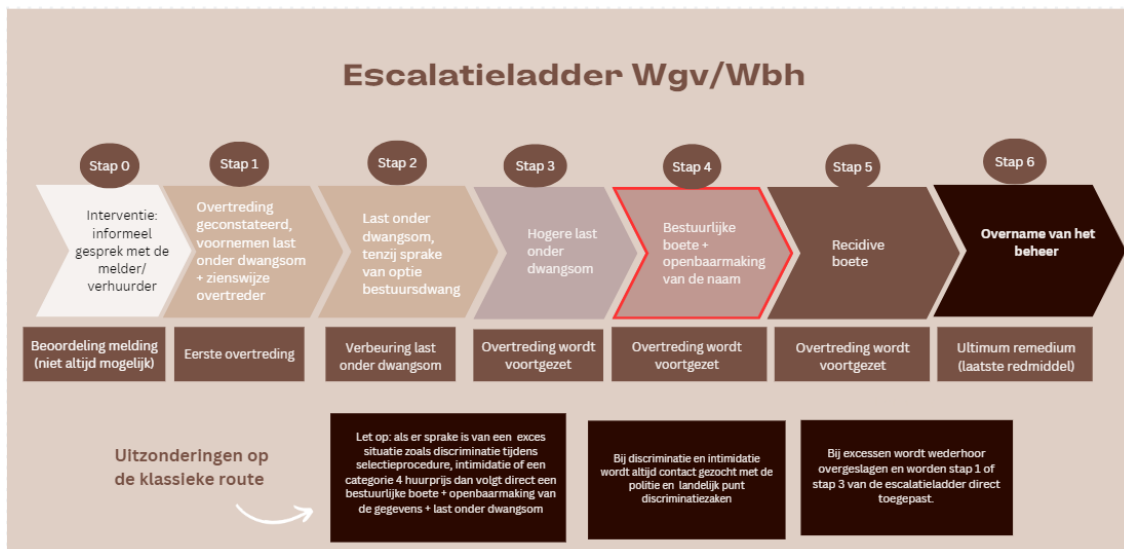 Escalatieladder Wgv/Wbh
Stap 0
Stap 1
Stap 2
Stap 3
Stap 4
Stap 5
Stap 6
Interventie:
informeel
gesprek met de
melder/
verhuurder
Overtreding
geconstateerd,
voornemen last
onder dwangsom
+ zienswijze
overtreder
Last onder
dwangsom,
tenzij sprake
van optie
bestuursdwang
Hogere last
onder
dwangsom
Bestuurlijke
boete +
openbaarmaking
van de naam
Recidive
boete
Overname van het
beheer
Beoordeling melding
(niet altijd mogelijk)
Eerste overtreding
Verbeuring last
onder dwangsom
Overtreding wordt
voortgezet
Overtreding wordt
voortgezet
Overtreding wordt
voortgezet
Ultimum remedium
(laatste redmiddel)
Uitzonderingen op
de klassieke route
Let op: als er sprake is van een exces
situatie zoals discriminatie tijdens
selectieprocedure, intimidatie of een
categorie 4 huurprijs dan volgt direct een
bestuurlijke boete + openbaarmaking van
de gegevens + last onder dwangsom
Bij discriminatie en intimidatie
wordt altijd contact gezocht met de
politie en landelijk punt
discriminatiezaken
Bij excessen wordt wederhoor
overgeslagen en worden stap 1 of
stap 3 van de escalatieladder direct
toegepast.